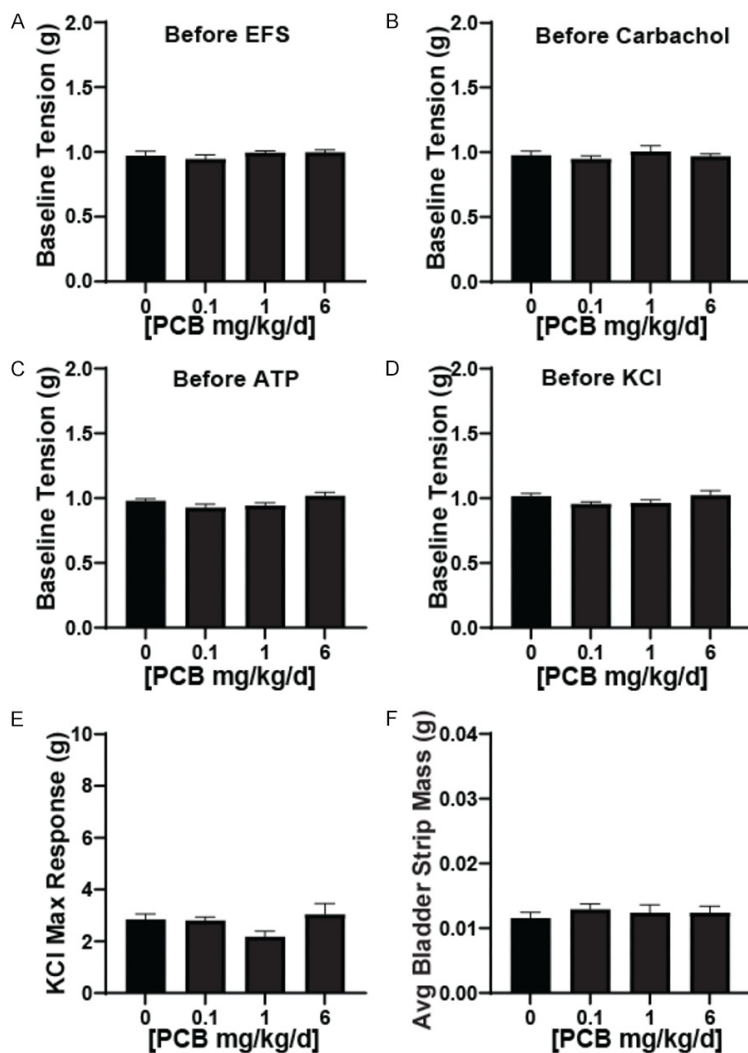 A
Before EFS
Baseline Tension (g)
2.0
1.5
1.0
0.5
0.0
0 0.1 1 6
[PCB mg/kg/d]
B
Before Carbachol
Baseline Tension (g)
2.0
1.5
1.0
0.5
0.0
0 0.1 1 6
[PCB mg/kg/d]
C
Before ATP
Baseline Tension (g)
2.0
1.5
1.0
0.5
0.0
0 0.1 1 6
[PCB mg/kg/d]
D
Before KCl
Baseline Tension (g)
2.0
1.5
1.0
0.5
0.0
0 0.1 1 6
[PCB mg/kg/d]
E
KCl Max Response (g)
10
8
6
4
2
0
0 0.1 1 6
[PCB mg/kg/d]
F
Avg Bladder Strip Mass (g)
0.04
0.03
0.02
0.01
0.00
0 0.1 1 6
[PCB mg/kg/d]